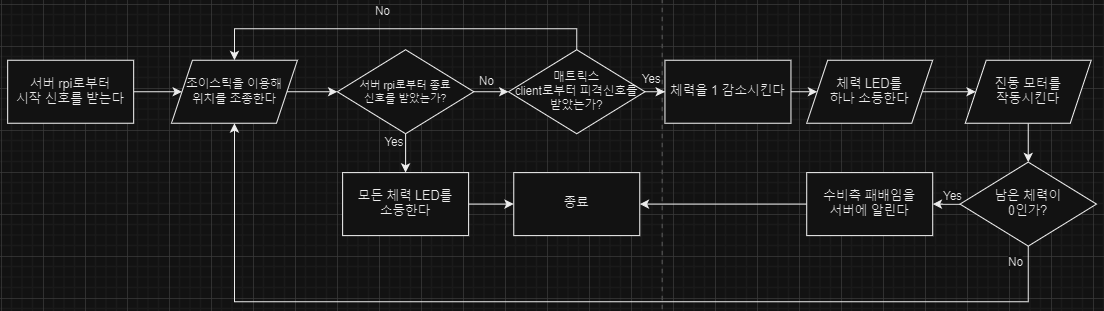 No
서버 rpi로부터
시작 신호를 받는다
조이스틱을 이용해
위치를 조종한다
서버 rpi로부터 종료
신호를 받았는가?
No
매트릭스
client로부터 피격신호를
받았는가?
Yes
체력을 1 감소시킨다
체력 LED를
하나 소등한다
진동 모터를
작동시킨다
Yes
모든 체력 LED를
소등한다
종료
수비측 패배임을
서버에 알린다
Yes
남은 체력이
0인가?
No